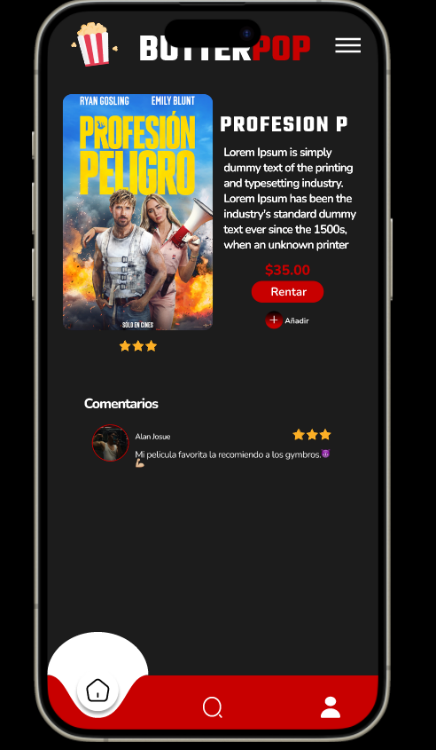 BUTTERPOP
RYAN GOSLING EMILY BLUNT
PROFESIÓN
PELIGRO
SÓLO EN CINES
PROFESION P
Lorem Ipsum is simply
dummy text of the printing
and typesetting industry.
Lorem Ipsum has been the
industry's standard dummy
text ever since the 1500s,
when an unknown printer
$35.00
Rentar
+ Añadir
Comentarios
Alan Josue
Mi pelicula favorita la recomiendo a los gymbros.😈
💪🏼